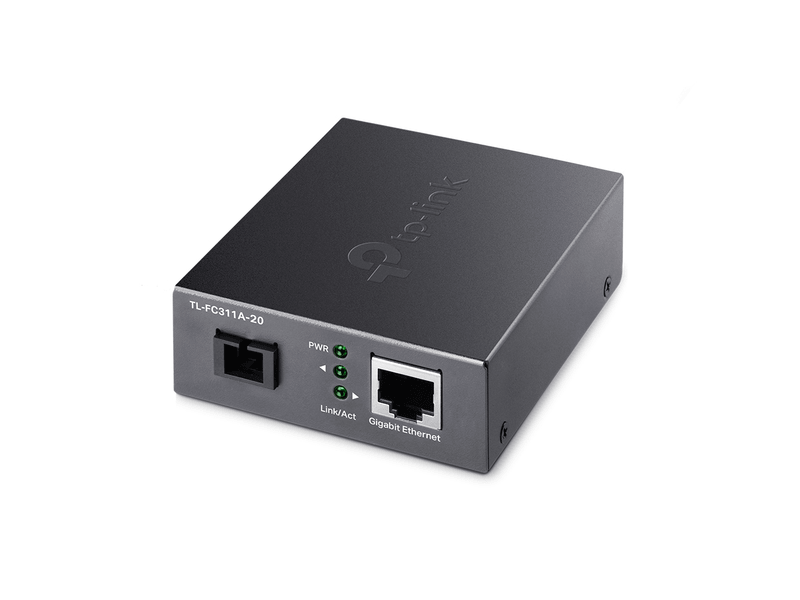 tp-link
TL-FC311A-20
PWR
Link/Act
Gigabit Ethernet